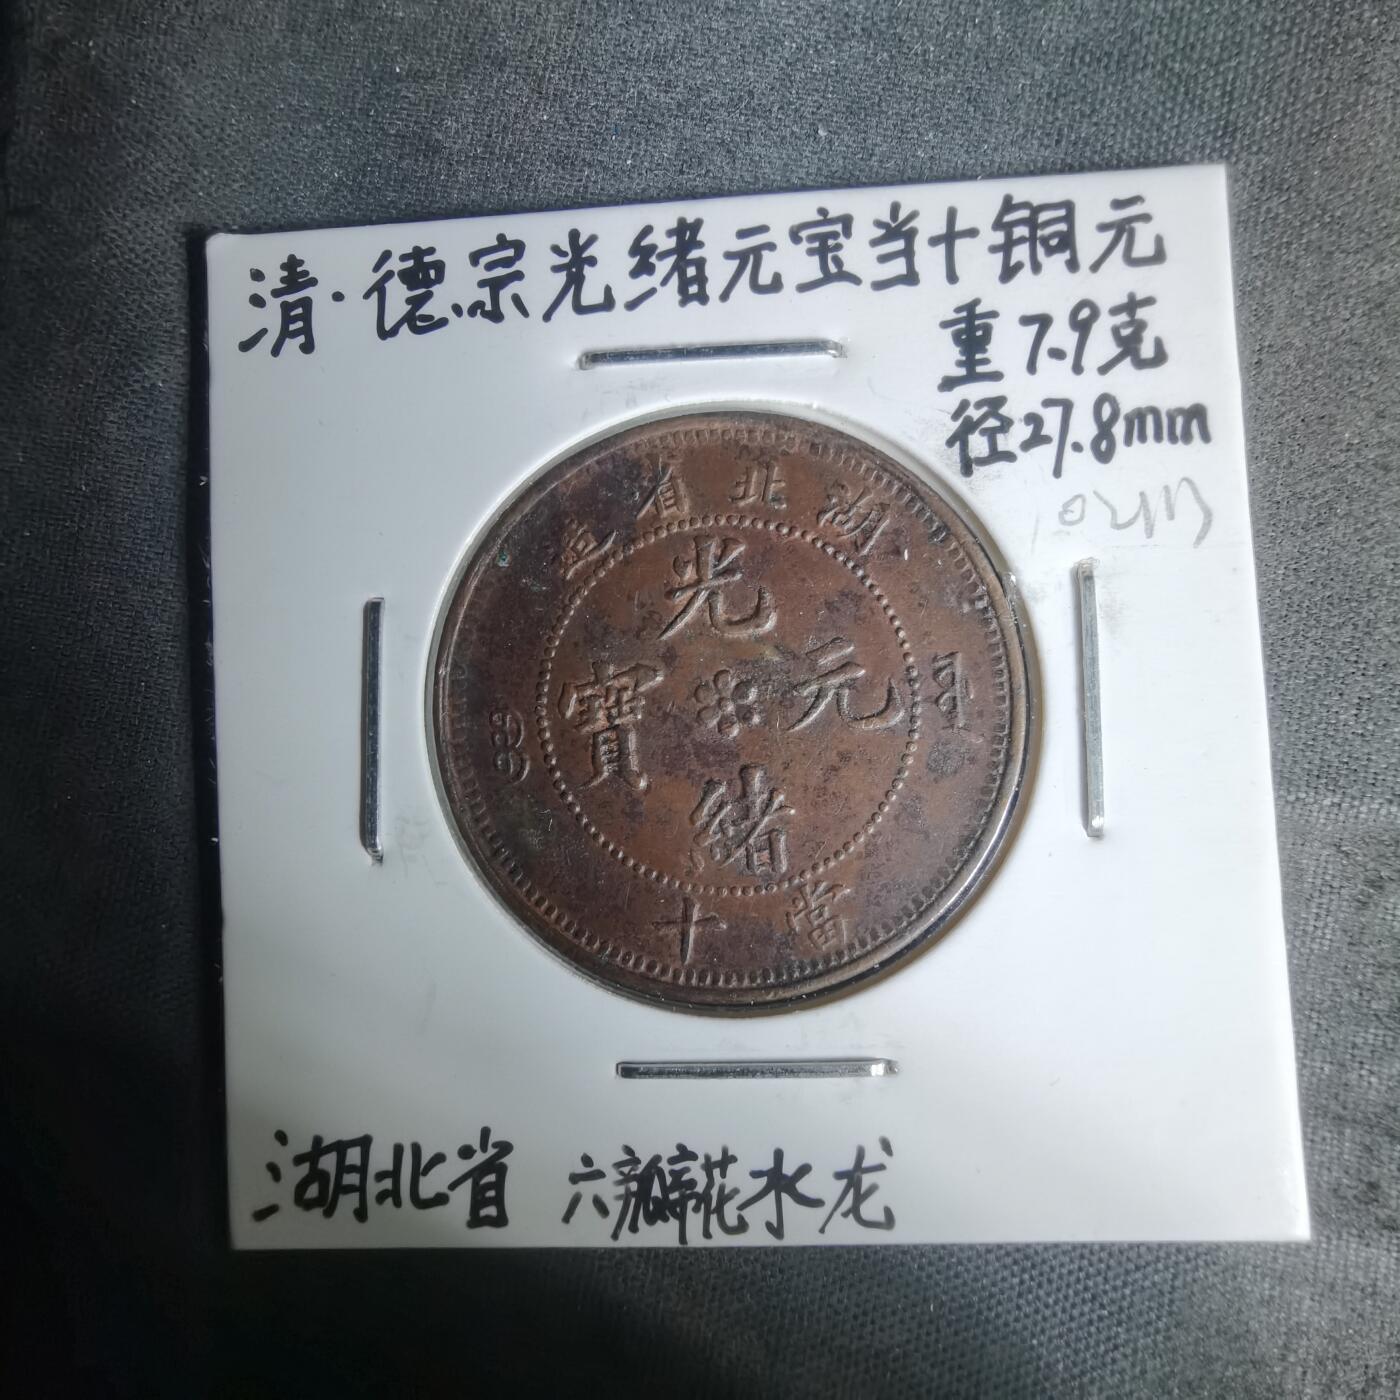 清·德宗光绪元宝当十铜元
重7.9克
径27.8mm
湖北省造
光緒元寶
當十
湖北省 六瓣花水龙